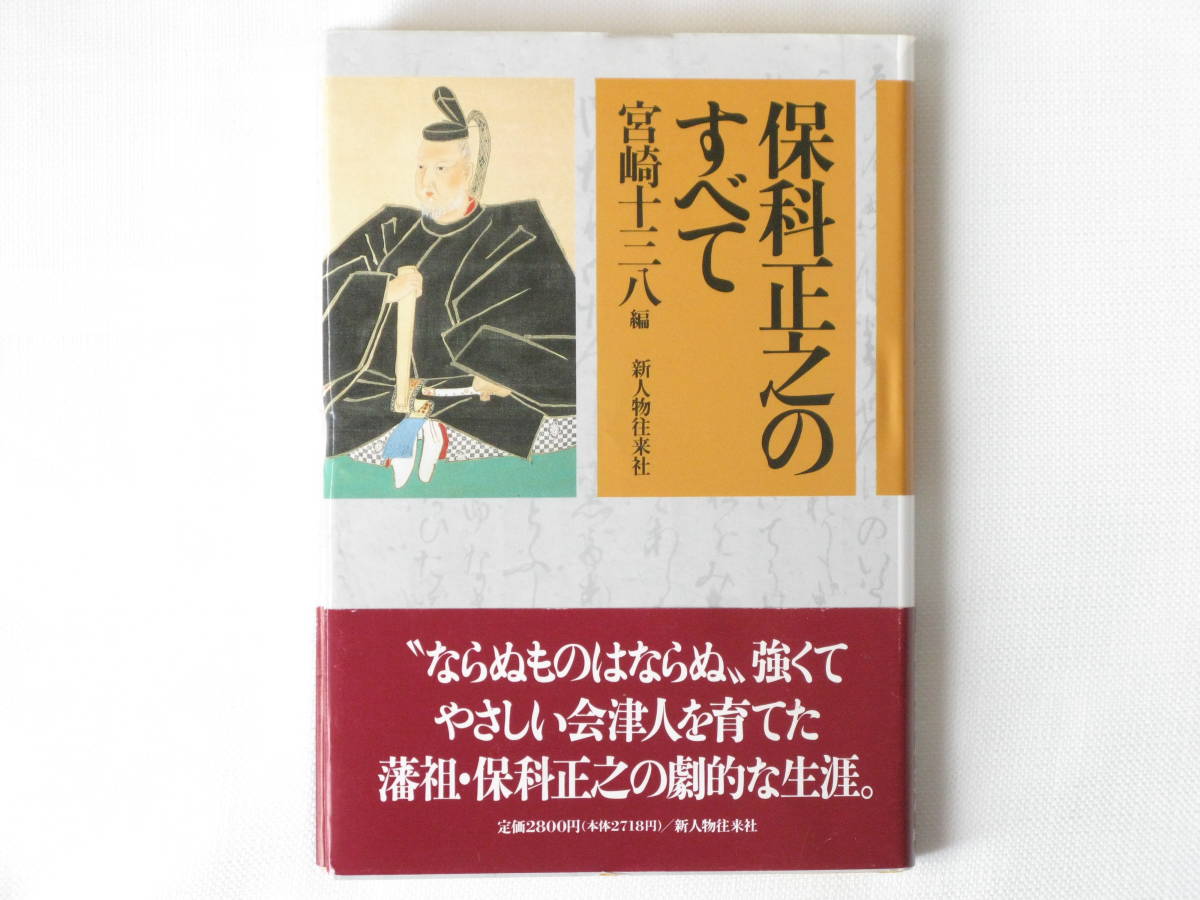 保科正之の
すべて
宮崎十三八編
新人物往来社
〝ならぬものはならぬ〟強くて
やさしい会津人を育てた
藩祖・保科正之の劇的な生涯。
定価2800円(本体2718円)／新人物往来社